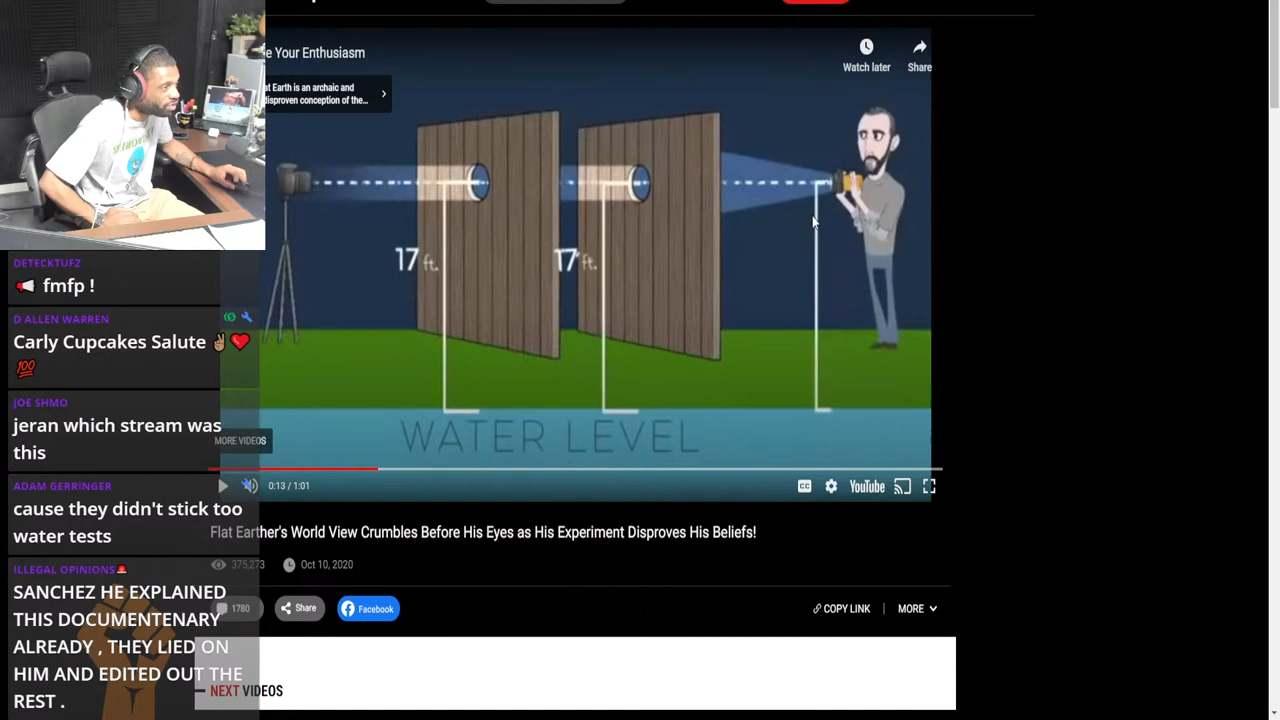 e Your Enthusiasm
Watch later
Share
at Earth is an archaic and
disproven conception of the...
17 ft.
17 ft.
WATER LEVEL
MORE VIDEOS
0:13 / 1:01
CC
YouTube
Flat Earther's World View Crumbles Before His Eyes as His Experiment Disproves His Beliefs!
375,273
Oct 10, 2020
1780
Share
Facebook
COPY LINK
MORE
NEXT VIDEOS
DETECKTUFZ
fmfp !
D ALLEN WARREN
Carly Cupcakes Salute ✌🏾❤️
💯
JOE SHMO
jeran which stream was
this
ADAM GERRINGER
cause they didn't stick too
water tests
ILLEGAL OPINIONS🚨
SANCHEZ HE EXPLAINED
THIS DOCUMENTENARY
ALREADY , THEY LIED ON
HIM AND EDITED OUT THE
REST .